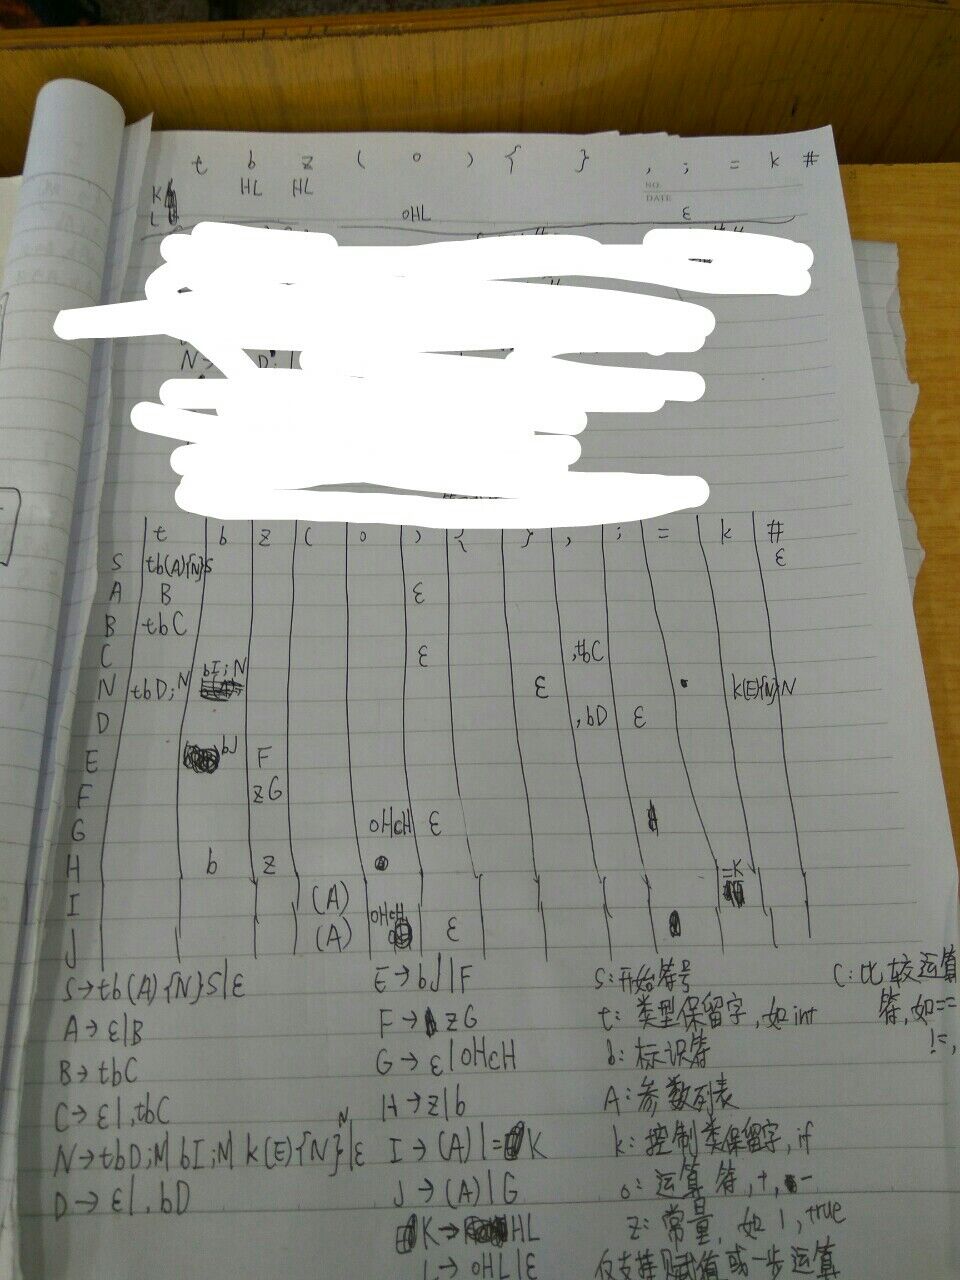 t b z ( o ) { } , ; = k #
K HL HL
L oHL ε
NO.
DATE
N→ D;
t b z ( o ) { } , ; = k #
S tb(A){N}S ε
A B ε
B tbC
C ε ,tbC
N tbD;N bI;N ε k(E){N}N
D ,bD ε
E bJ F
F zG
G oHcH ε
H b z
I (A) =K
J (A) oHcH ε
S→tb(A){N}S|ε E→bJ|F S:开始符号 C:比较运算
A→ε|B F→zG t:类型保留字,如int 符,如==
B→tbC G→ε|oHcH b:标识符 !=,
C→ε|,tbC H→z|b A:参数列表
N→tbD;N|bI;N|k(E){N}N|ε I→(A)|=K k:控制类保留字,if
D→ε|,bD J→(A)|G o:运算符,+,-
K→HL z:常量,如1,true
L→oHL|ε 仅支持赋值或一步运算